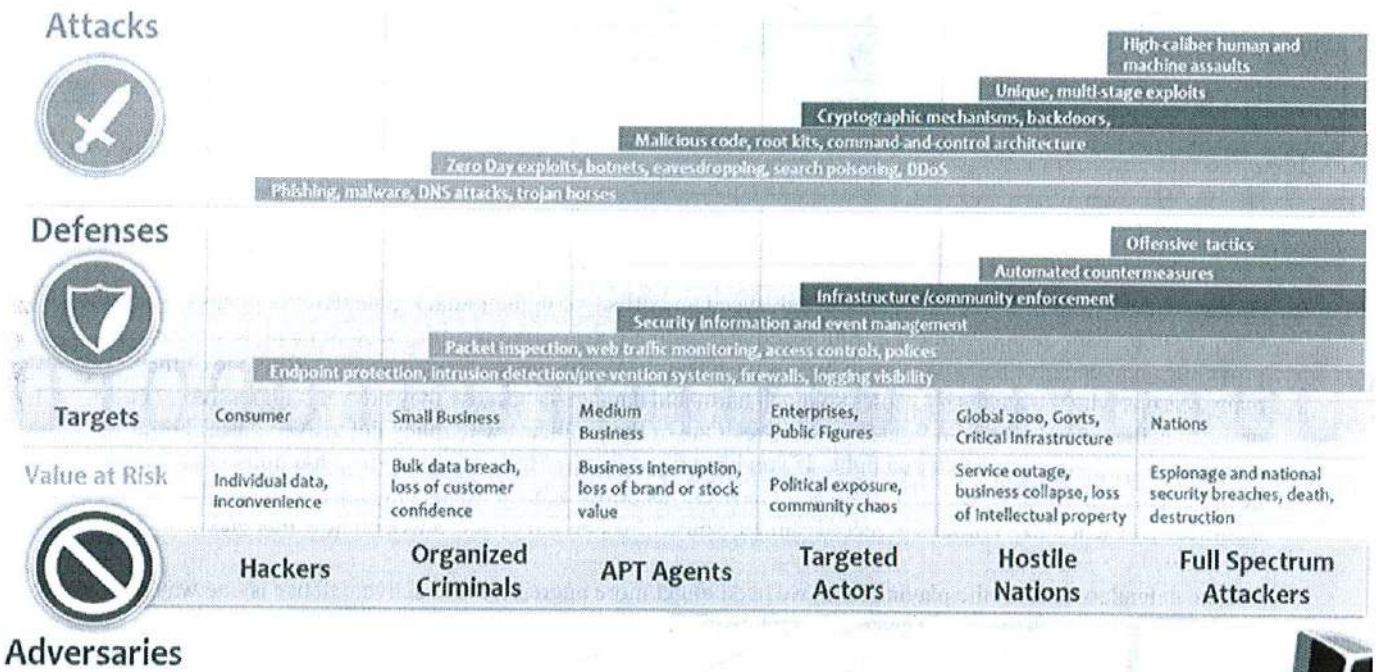 Attacks
High-caliber human and
machine assaults
Unique, multi-stage exploits
Cryptographic mechanisms, backdoors,
Malicious code, root kits, command-and-control architecture
Zero Day exploits, botnets, eavesdropping, search poisoning, DDoS
Phishing, malware, DNS attacks, trojan horses
Defenses
Offensive tactics
Automated countermeasures
Infrastructure /community enforcement
Security information and event management
Packet inspection, web traffic monitoring, access controls, polices
Endpoint protection, intrusion detection/pre vention systems, firewalls, logging visibility
Targets
Consumer
Small Business
Medium
Business
Enterprises,
Public Figures
Global 2000, Govts,
Critical Infrastructure
Nations
Value at Risk
Individual data,
inconvenience
Bulk data breach,
loss of customer
confidence
Business interruption,
loss of brand or stock
value
Political exposure,
community chaos
Service outage,
business collapse, loss
of intellectual property
Espionage and national
security breaches, death,
destruction
Hackers
Organized
Criminals
APT Agents
Targeted
Actors
Hostile
Nations
Full Spectrum
Attackers
Adversaries